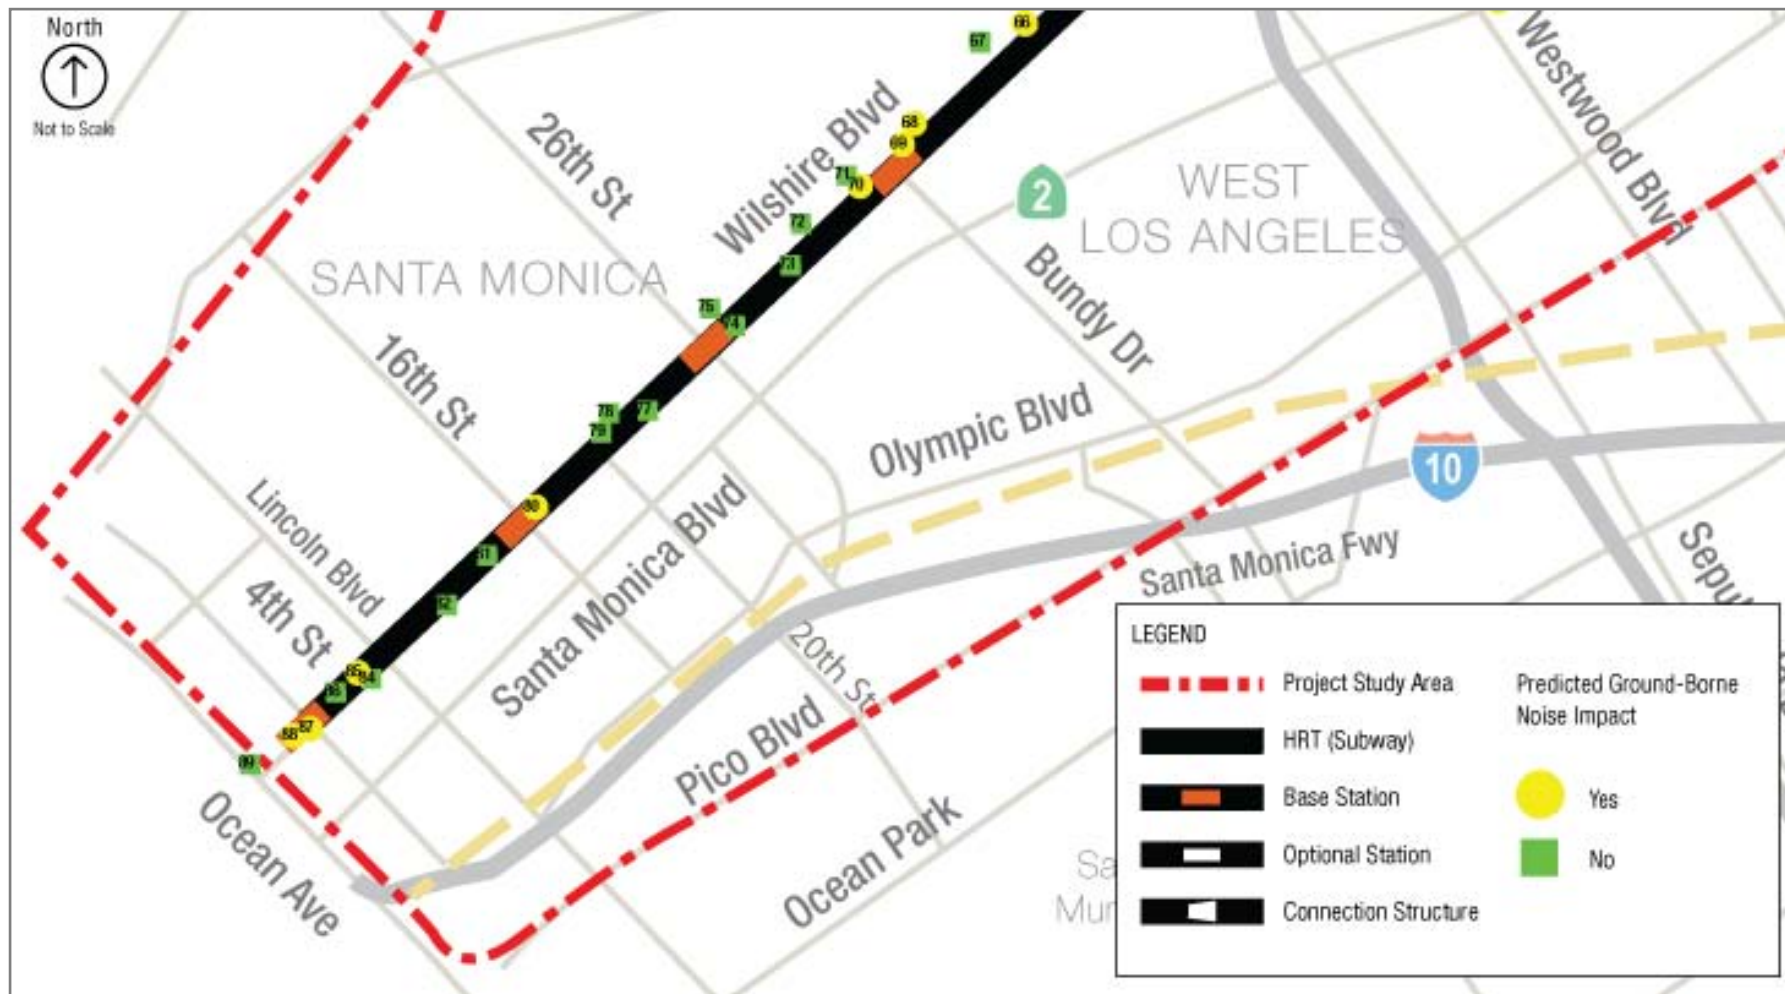 North
Not to Scale
66
67
Westwood Blvd
68
69
26th St
Wilshire Blvd
71
70
2
WEST
LOS ANGELES
72
73
SANTA MONICA
Bundy Dr
75
74
16th St
78
77
79
Olympic Blvd
10
80
Lincoln Blvd
Santa Monica Blvd
Santa Monica Fwy
4th St
20th St
85
84
86
87
88
89
Pico Blvd
Ocean Ave
Ocean Park
LEGEND
Project Study Area
HRT (Subway)
Base Station
Optional Station
Connection Structure
Predicted Ground-Borne
Noise Impact
Yes
No